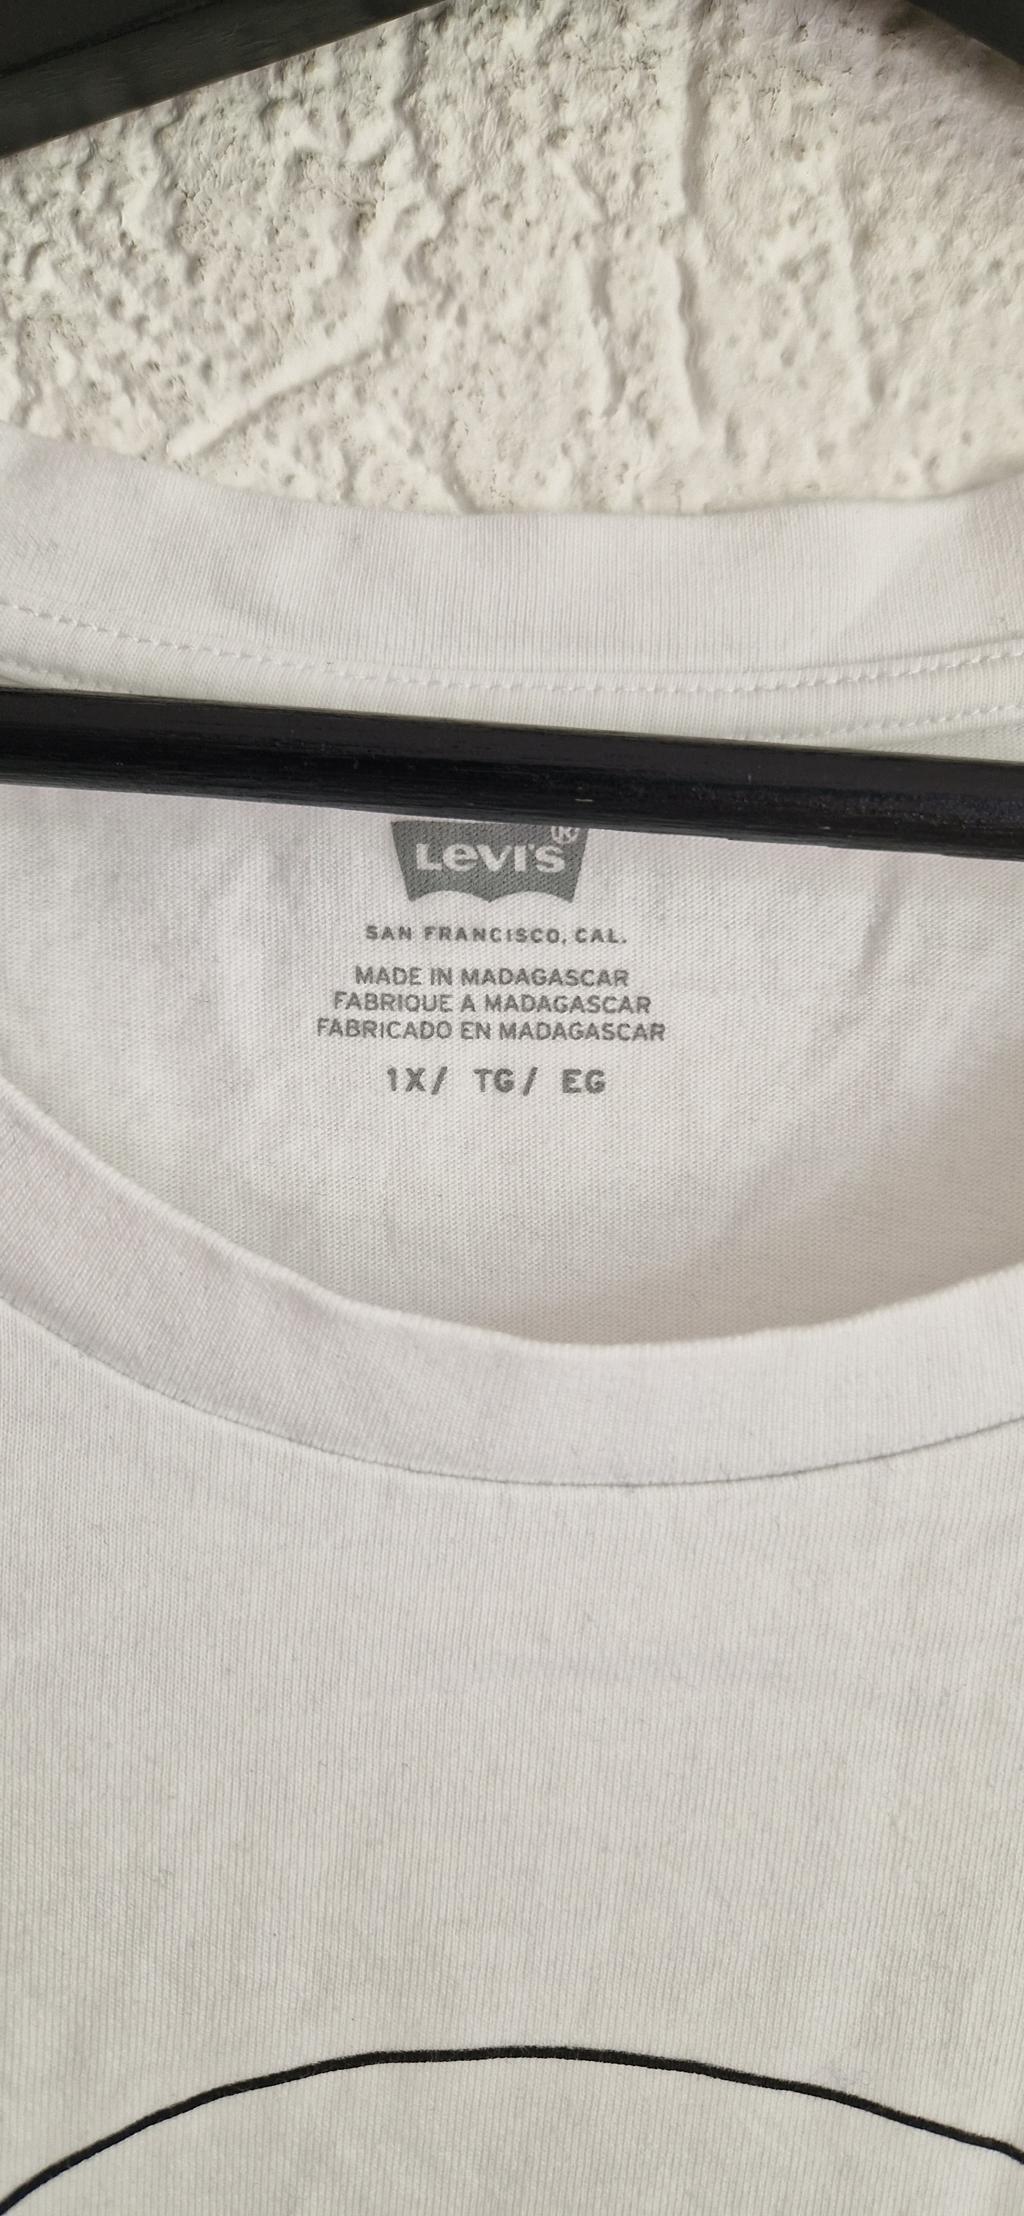 Levi's®
SAN FRANCISCO, CAL.
MADE IN MADAGASCAR
FABRIQUE A MADAGASCAR
FABRICADO EN MADAGASCAR
1X/ TG/ EG